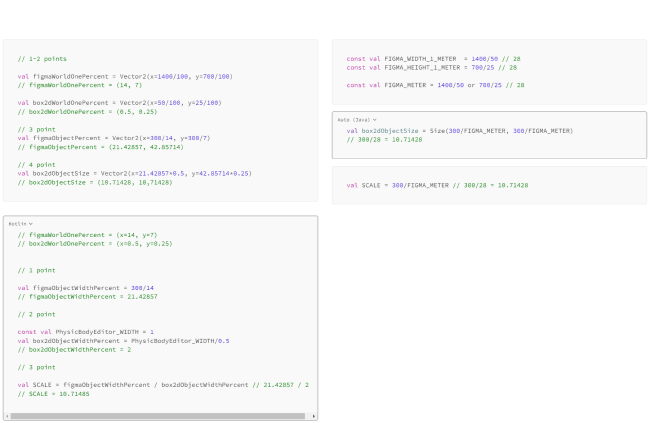 // 1-2 points
val figmaWorldOnePercent = Vector2(x=1400/100, y=700/100)
// figmaWorldOnePercent = (14, 7)
val box2dWorldOnePercent = Vector2(x=50/100, y=25/100)
// box2dWorldOnePercent = (0.5, 0.25)
// 3 point
val figmaObjectPercent = Vector2(x=300/14, y=300/7)
// figmaObjectPercent = (21.42857, 42.85714)
// 4 point
val box2dObjectSize = Vector2(x=21.42857*0.5, y=42.85714*0.25)
// box2dObjectSize = (10.71428, 10,71428)
Kotlin
// figmaWorldOnePercent = (x=14, y=7)
// box2dWorldOnePercent = (x=0.5, y=0.25)
// 1 point
val figmaObjectWidthPercent = 300/14
// figmaObjectWidthPercent = 21.42857
// 2 point
const val PhysicBodyEditor_WIDTH = 1
val box2dObjectWidthPercent = PhysicBodyEditor_WIDTH/0.5
// box2dObjectWidthPercent = 2
// 3 point
val SCALE = figmaObjectWidthPercent / box2dObjectWidthPercent // 21.42857 / 2
// SCALE = 10.71485
const val FIGMA_WIDTH_1_METER = 1400/50 // 28
const val FIGMA_HEIGHT_1_METER = 700/25 // 28
const val FIGMA_METER = 1400/50 or 700/25 // 28
Auto (Java)
val box2dObjectSize = Size(300/FIGMA_METER, 300/FIGMA_METER)
// 300/28 = 10.71428
val SCALE = 300/FIGMA_METER // 300/28 = 10.71428